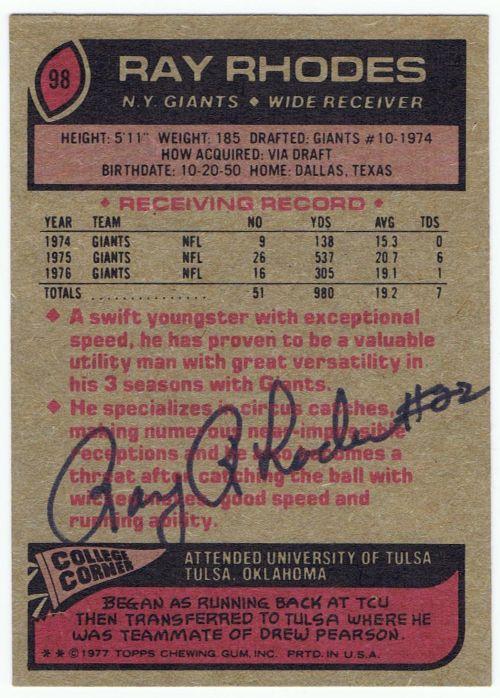 98
RAY RHODES
N.Y. GIANTS ◆ WIDE RECEIVER
HEIGHT: 5'11" WEIGHT: 185 DRAFTED: GIANTS #10-1974
HOW ACQUIRED: VIA DRAFT
BIRTHDATE: 10-20-50 HOME: DALLAS, TEXAS
◆ RECEIVING RECORD ◆
YEAR TEAM NO YDS AVG TDS
1974 GIANTS NFL 9 138 15.3 0
1975 GIANTS NFL 26 537 20.7 6
1976 GIANTS NFL 16 305 19.1 1
TOTALS .............. 51 980 19.2 7
◆ A swift youngster with exceptional
speed, he has proven to be a valuable
utility man with great versatility in
his 3 seasons with Giants.
◆ He specializes in circus catches,
making numerous near-impossible
receptions and he also becomes a
threat after catching the ball with
good speed and
running ability.
Ray Rhodes #22
COLLEGE
CORNER
ATTENDED UNIVERSITY OF TULSA
TULSA, OKLAHOMA
BEGAN AS RUNNING BACK AT TCU
THEN TRANSFERRED TO TULSA WHERE HE
WAS TEAMMATE OF DREW PEARSON.
* * ©1977 TOPPS CHEWING GUM, INC. PRTD. IN U.S.A.